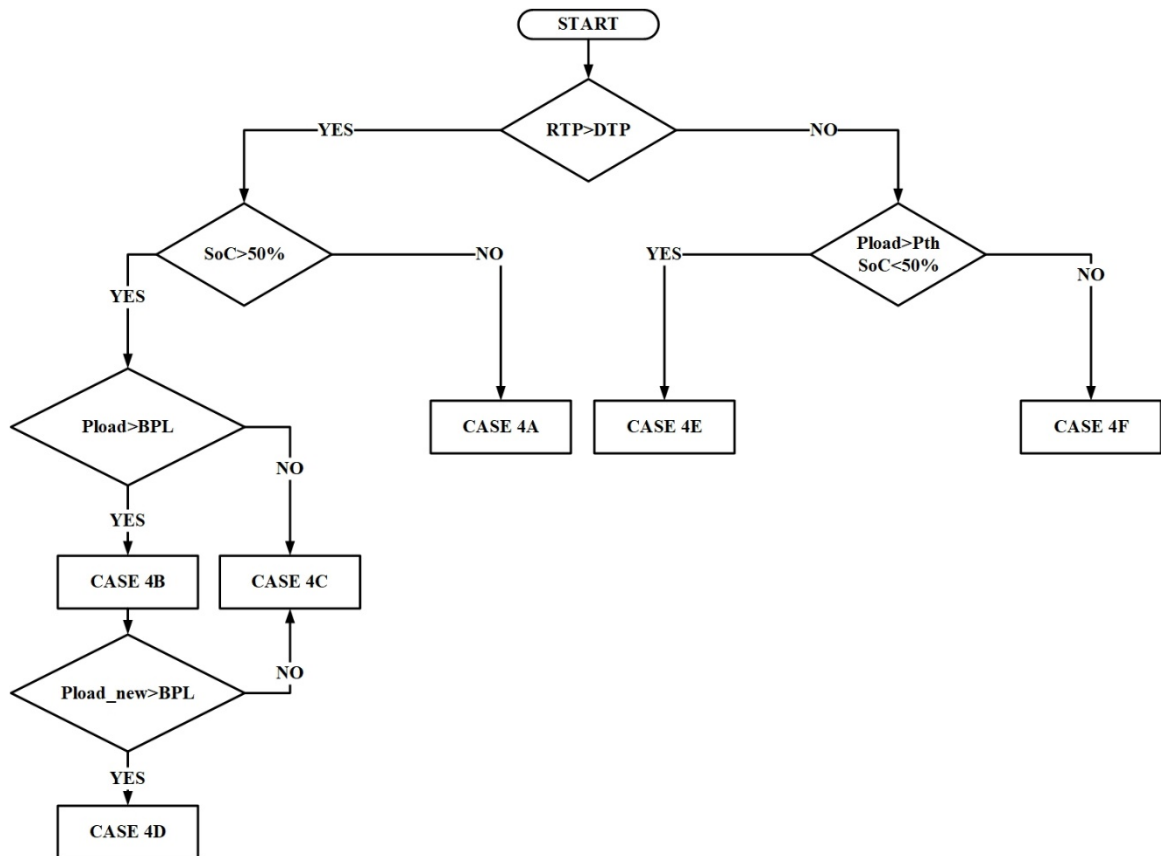 START
RTP>DTP
YES
NO
SoC>50%
Pload>Pth
SoC<50%
NO
YES
NO
YES
Pload>BPL
CASE 4A
CASE 4E
CASE 4F
NO
YES
CASE 4B
CASE 4C
NO
Pload_new>BPL
YES
CASE 4D